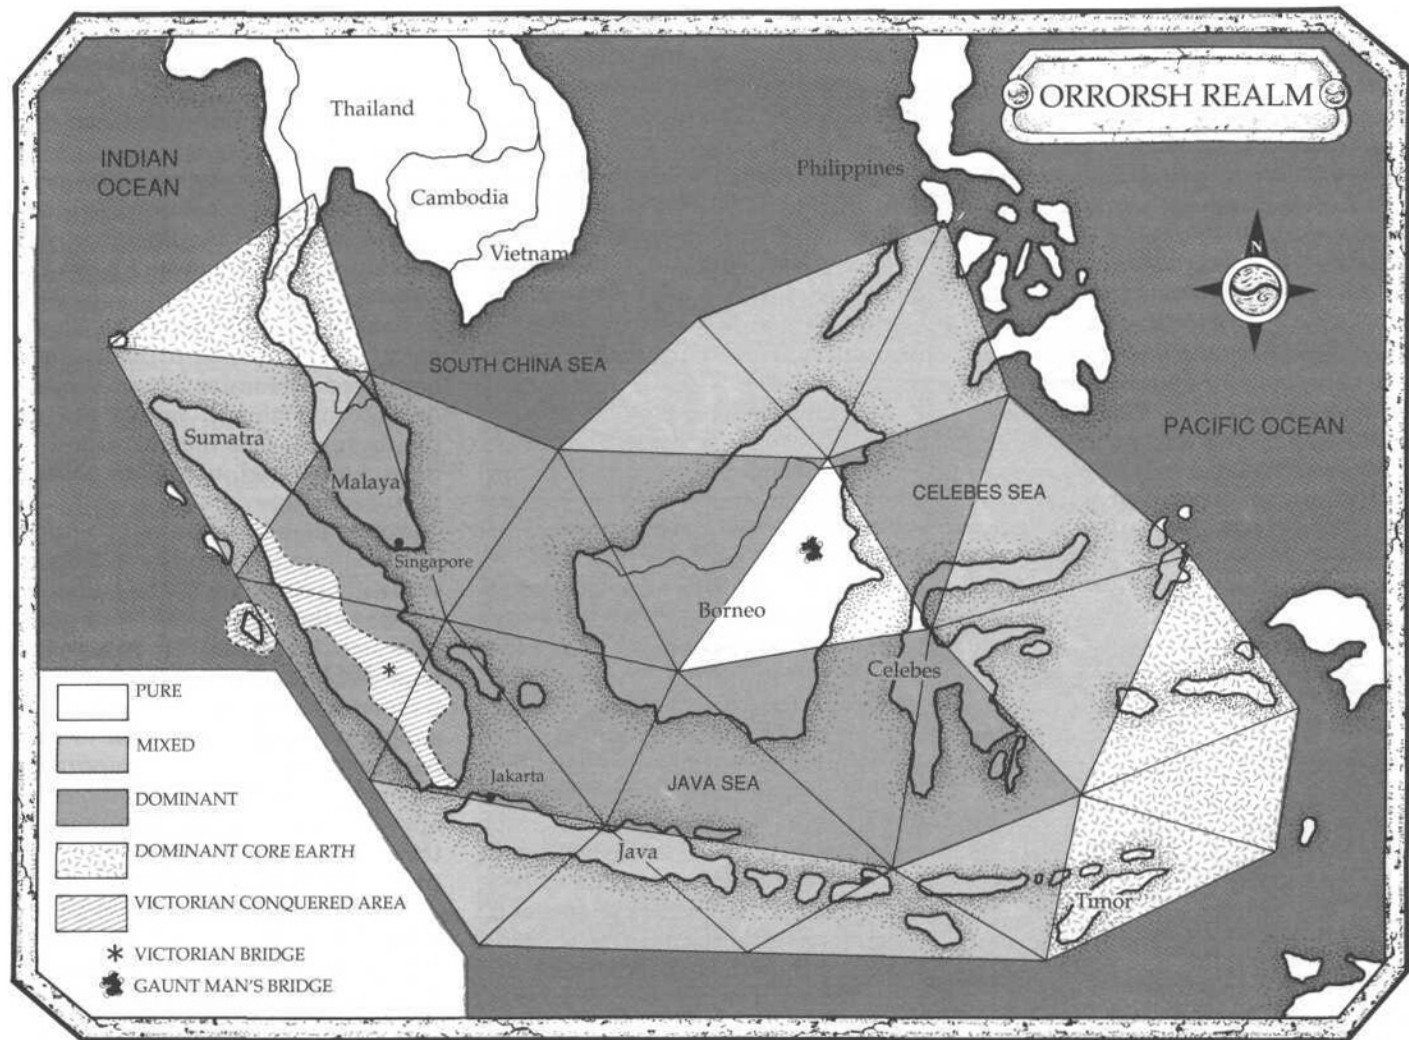 ORRORSH REALM
Thailand
INDIAN
OCEAN
Philippines
Cambodia
Vietnam
N
SOUTH CHINA SEA
PACIFIC OCEAN
Sumatra
Malaya
CELEBES SEA
Singapore
Borneo
Celebes
Jakarta
JAVA SEA
Java
Timor
PURE
MIXED
DOMINANT
DOMINANT CORE EARTH
VICTORIAN CONQUERED AREA
VICTORIAN BRIDGE
GAUNT MAN'S BRIDGE